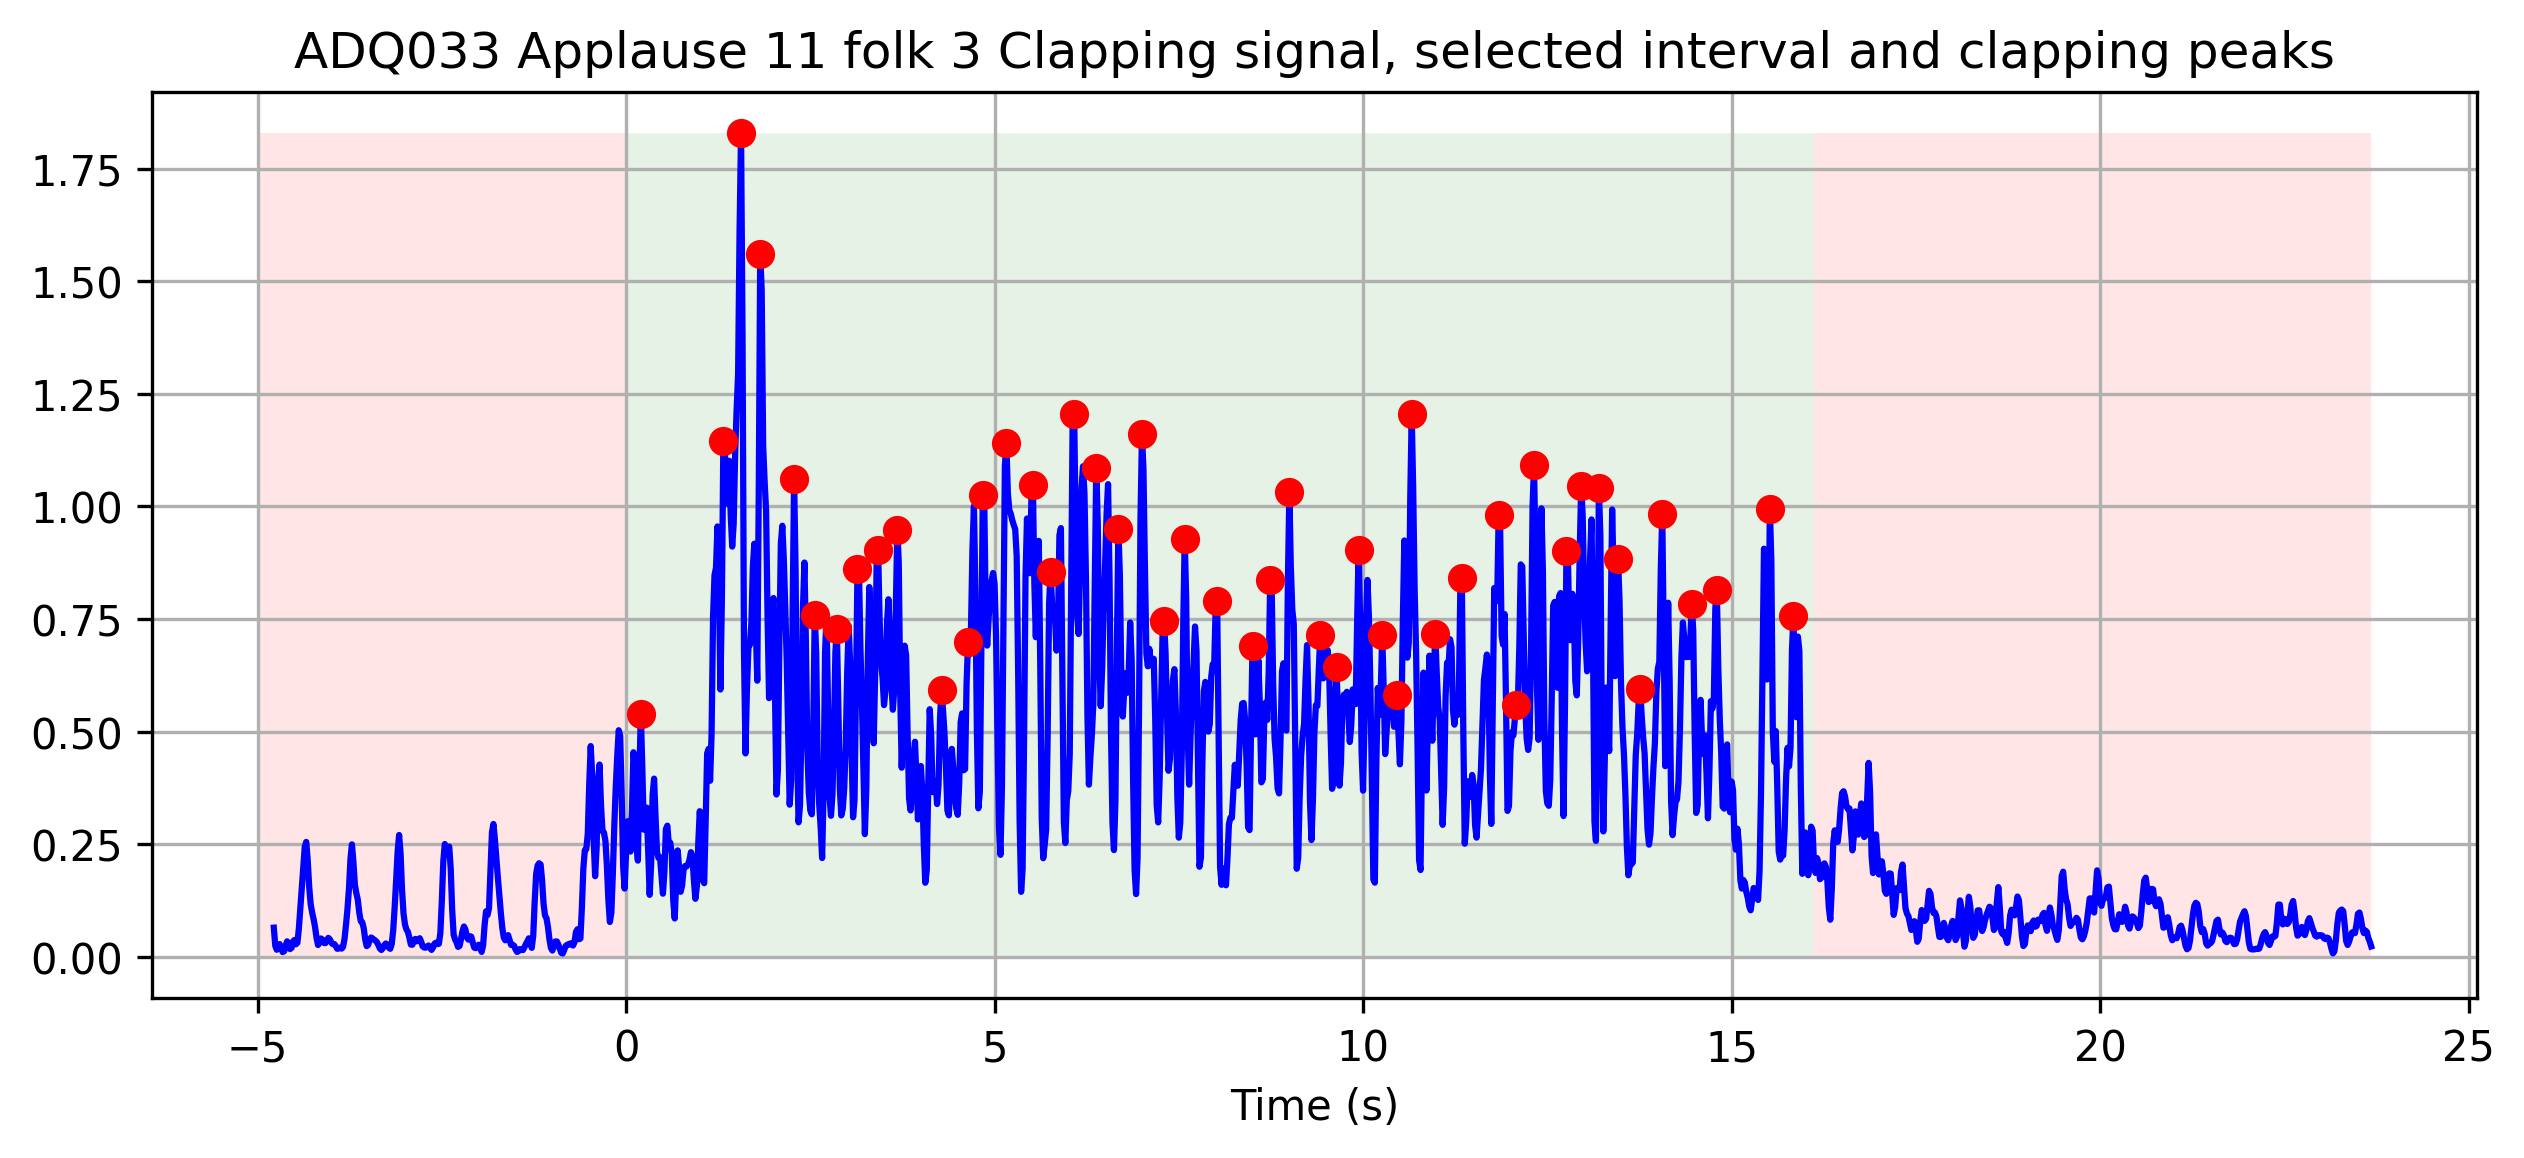 ADQ033 Applause 11 folk 3 Clapping signal, selected interval and clapping peaks
1.75
1.50
1.25
1.00
0.75
0.50
0.25
0.00
−5 0 5 10 15 20 25
Time (s)